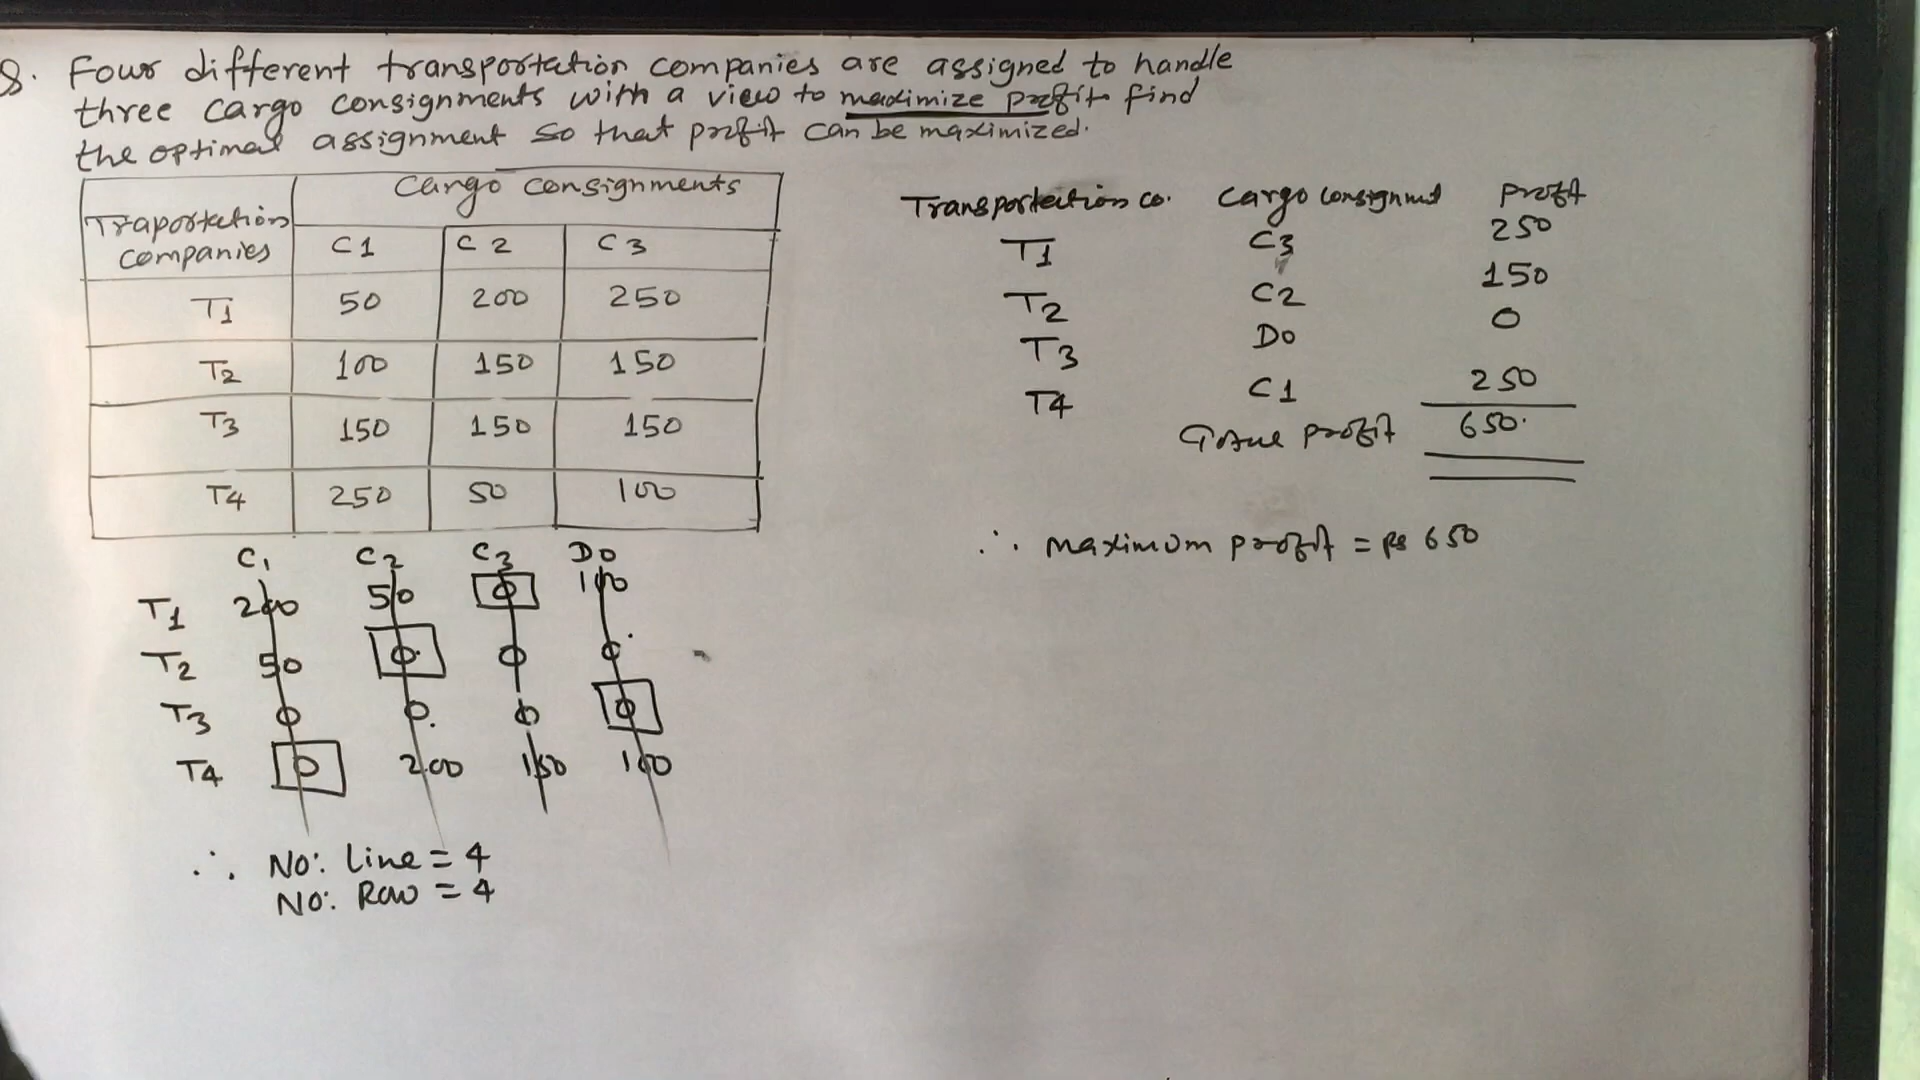 8. Four different transportation companies are assigned to handle
three cargo consignments with a view to maximize profit find
the optimal assignment so that profit can be maximized.
Traportation companies Cargo consignments
C1 C2 C3
T1 50 200 250
T2 100 150 150
T3 150 150 150
T4 250 50 100
C1 C2 C3 D0
T1 200 50 0 100
T2 50 0 0 0
T3 0 0 0 0
T4 0 200 150 100
∴ No: Line = 4
No: Row = 4
Transportation co. Cargo consignmnt profit
T1 C3 250
T2 C2 150
T3 D0 0
T4 C1 250
profit 650.
∴ maximum profit = Rs 650